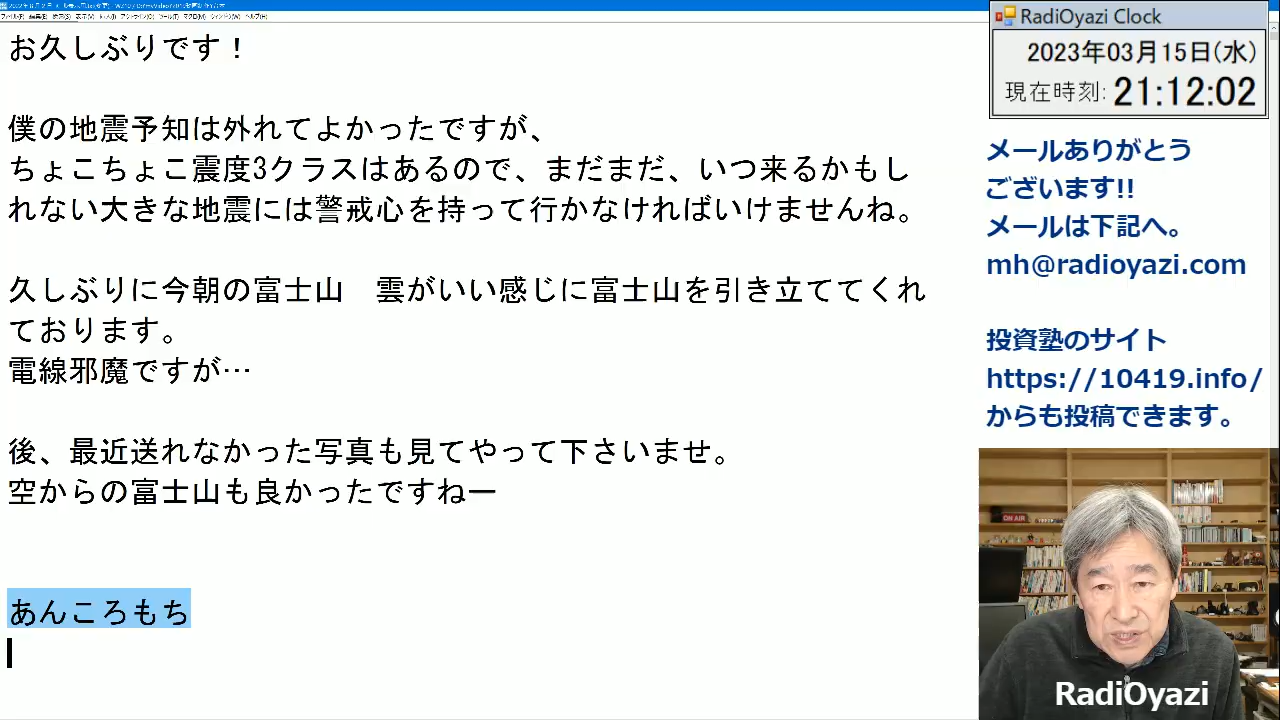 RadiOyazi Clock
2023年03月15日(水)
現在時刻: 21:12:02
お久しぶりです！
僕の地震予知は外れてよかったですが、
ちょこちょこ震度3クラスはあるので、まだまだ、いつ来るかもし
れない大きな地震には警戒心を持って行かなければいけませんね。
久しぶりに今朝の富士山　雲がいい感じに富士山を引き立ててくれ
ております。
電線邪魔ですが…
後、最近送れなかった写真も見てやって下さいませ。
空からの富士山も良かったですねー
あんころもち
メールありがとう
ございます!!
メールは下記へ。
mh@radioyazi.com
投資塾のサイト
https://10419.info/
からも投稿できます。
ON AIR
RadiOyazi